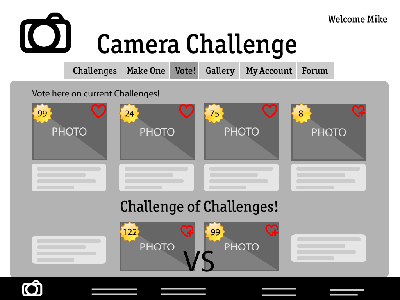 Welcome Mike
Camera Challenge
Challenges Make One Vote! Gallery My Account Forum
Vote here on current Challenges!
99 24 75 8
PHOTO PHOTO PHOTO PHOTO
Challenge of Challenges!
122 99
PHOTO PHOTO
VS